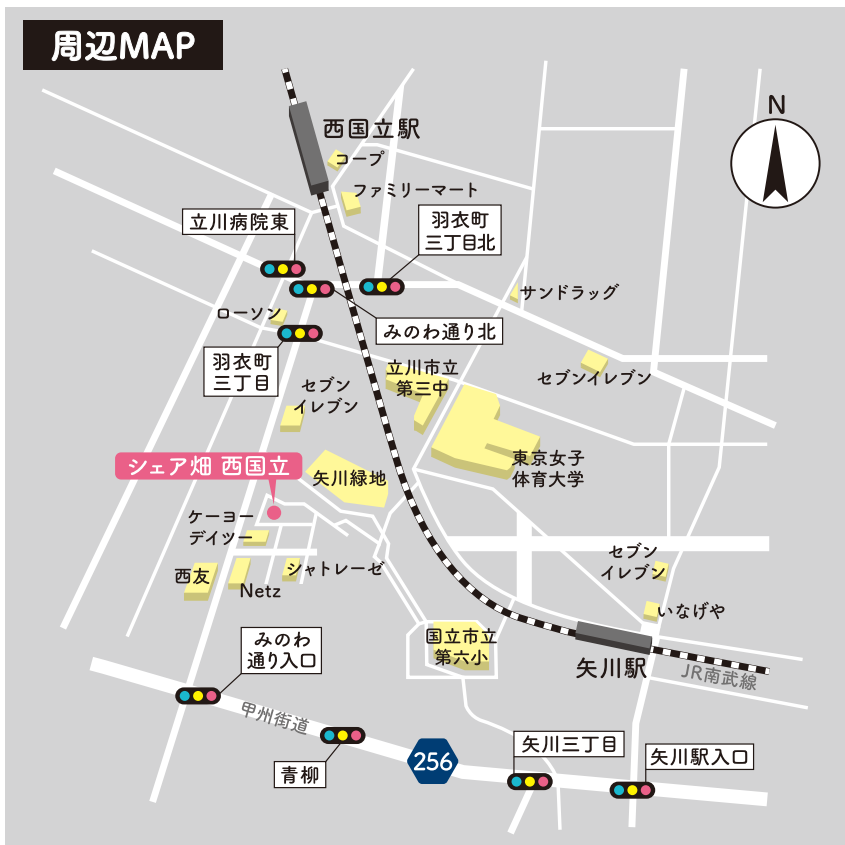 周辺MAP
N
西国立駅
コープ
ファミリーマート
立川病院東
羽衣町
三丁目北
サンドラッグ
ローソン
みのわ通り北
羽衣町
三丁目
立川市立
第三中
セブンイレブン
セブン
イレブン
東京女子
体育大学
シェア畑 西国立
矢川緑地
ケーヨー
デイツー
セブン
イレブン
シャトレーゼ
西友
Netz
いなげや
みのわ
通り入口
国立市立
第六小
矢川駅
JR南武線
甲州街道
青柳
256
矢川三丁目
矢川駅入口